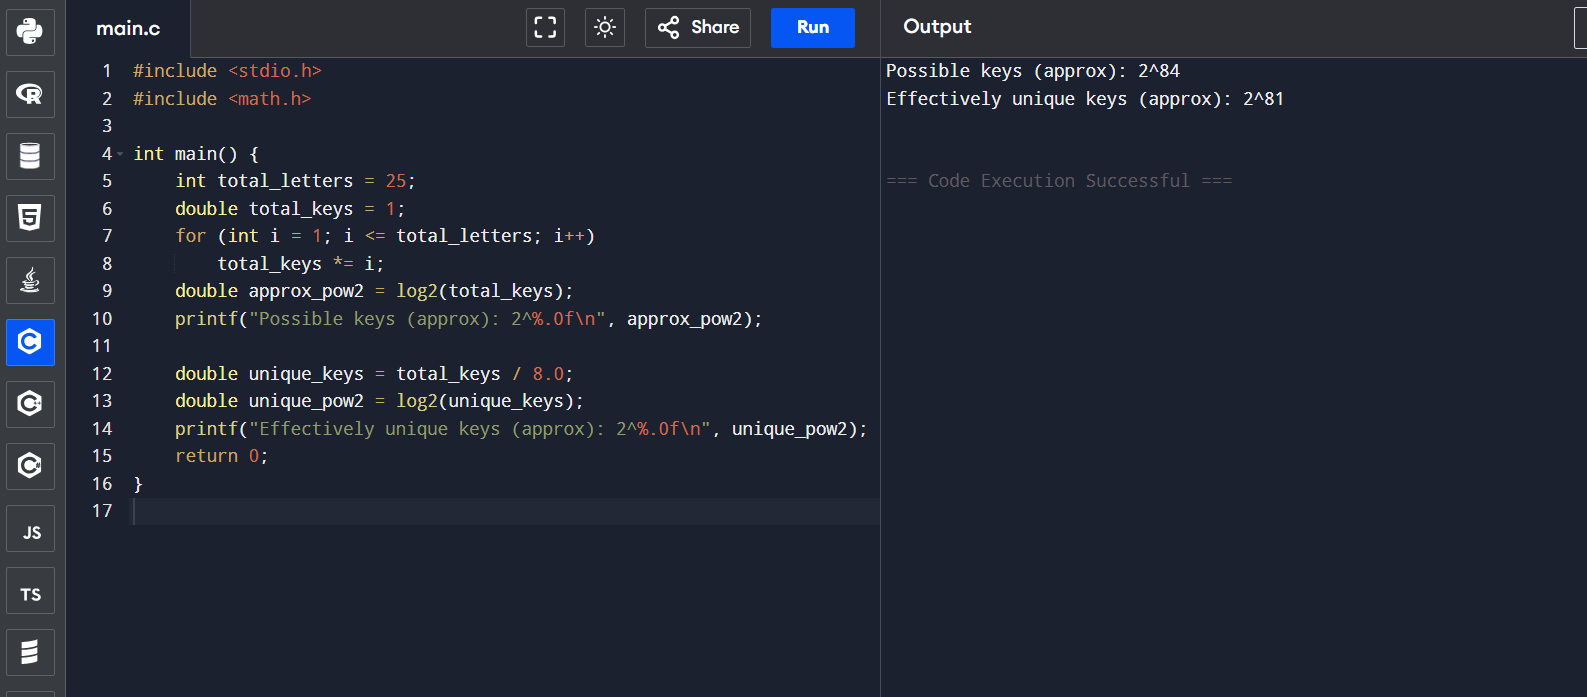 main.c
Share
Run
Output
1 #include <stdio.h>
2 #include <math.h>
3
4 int main() {
5 int total_letters = 25;
6 double total_keys = 1;
7 for (int i = 1; i <= total_letters; i++)
8 total_keys *= i;
9 double approx_pow2 = log2(total_keys);
10 printf("Possible keys (approx): 2^%.0f\n", approx_pow2);
11
12 double unique_keys = total_keys / 8.0;
13 double unique_pow2 = log2(unique_keys);
14 printf("Effectively unique keys (approx): 2^%.0f\n", unique_pow2);
15 return 0;
16 }
17
Possible keys (approx): 2^84
Effectively unique keys (approx): 2^81
=== Code Execution Successful ===
R
5
C
C
C
JS
TS